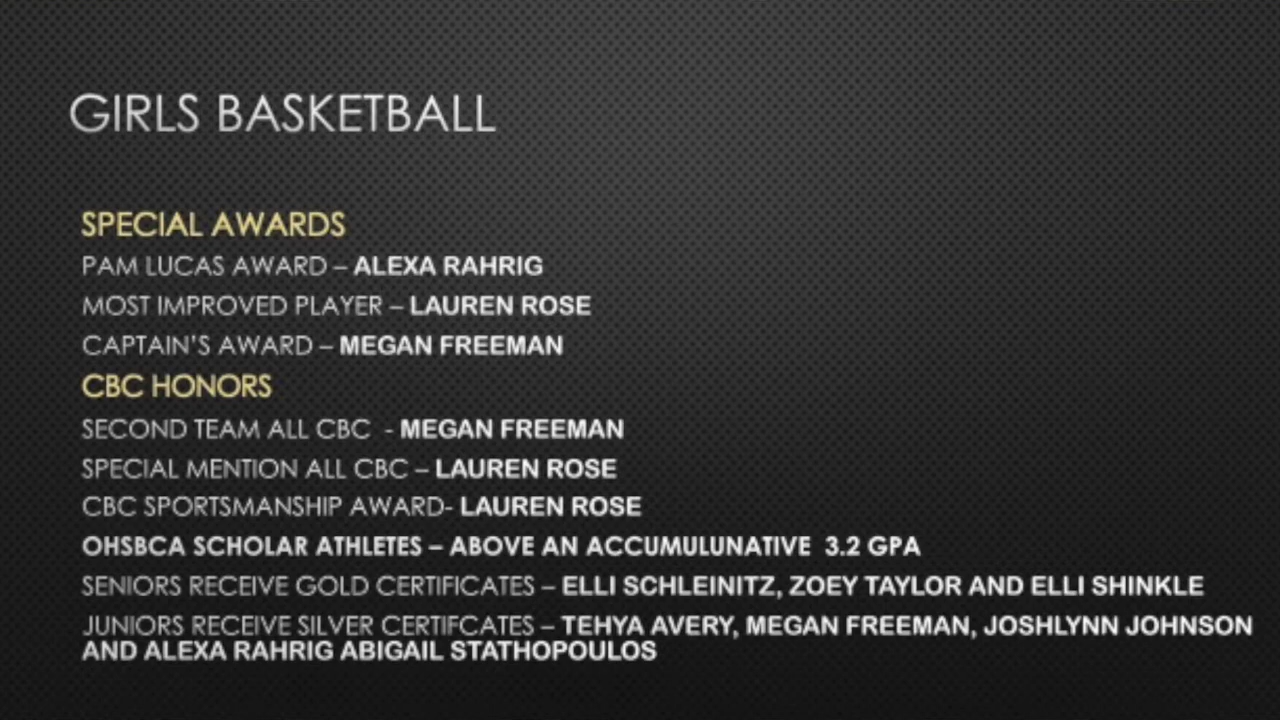 GIRLS BASKETBALL
SPECIAL AWARDS
PAM LUCAS AWARD – ALEXA RAHRIG
MOST IMPROVED PLAYER – LAUREN ROSE
CAPTAIN'S AWARD – MEGAN FREEMAN
CBC HONORS
SECOND TEAM ALL CBC - MEGAN FREEMAN
SPECIAL MENTION ALL CBC – LAUREN ROSE
CBC SPORTSMANSHIP AWARD- LAUREN ROSE
OHSBCA SCHOLAR ATHLETES – ABOVE AN ACCUMULUNATIVE 3.2 GPA
SENIORS RECEIVE GOLD CERTIFICATES – ELLI SCHLEINITZ, ZOEY TAYLOR AND ELLI SHINKLE
JUNIORS RECEIVE SILVER CERTIFCATES – TEHYA AVERY, MEGAN FREEMAN, JOSHLYNN JOHNSON
AND ALEXA RAHRIG ABIGAIL STATHOPOULOS